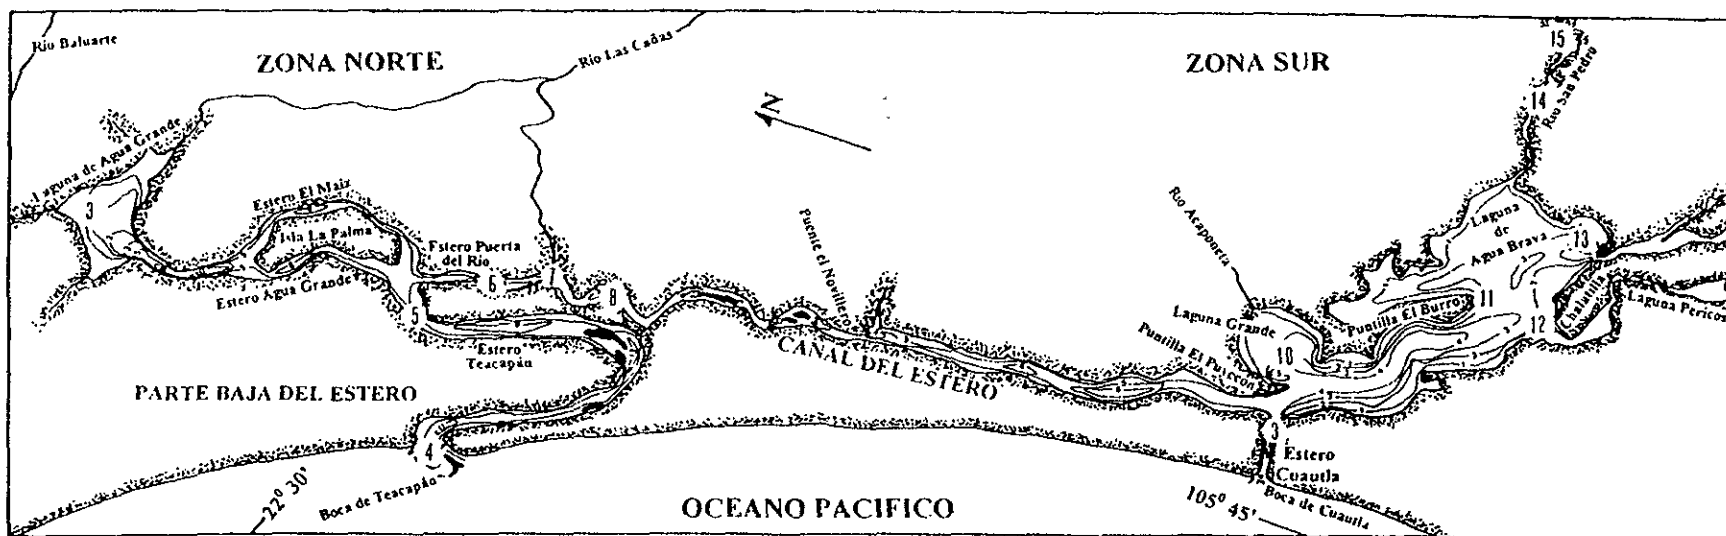 Rio Baluarte
ZONA NORTE
Rio Las Cañas
ZONA SUR
15
N
14
Rio San Pedro
Laguna de Agua Grande
3
Estero El Maiz
Isla La Palma
Estero Puerta
del Rio
Estero Agua Grande
5
6
7
8
Estero
Teacapán
Puente el Novillero
CANAL DEL ESTERO
Rio Acaponeta
Laguna Grande
10
Laguna
de
Agua Brava
13
Puntilla El Burro
11
12
Chalatilla
Laguna Pericos
PARTE BAJA DEL ESTERO
4
Boca de Teacapán
22° 30'
OCEANO PACIFICO
3
Estero
Cuautla
Boca de Cuautla
105° 45'